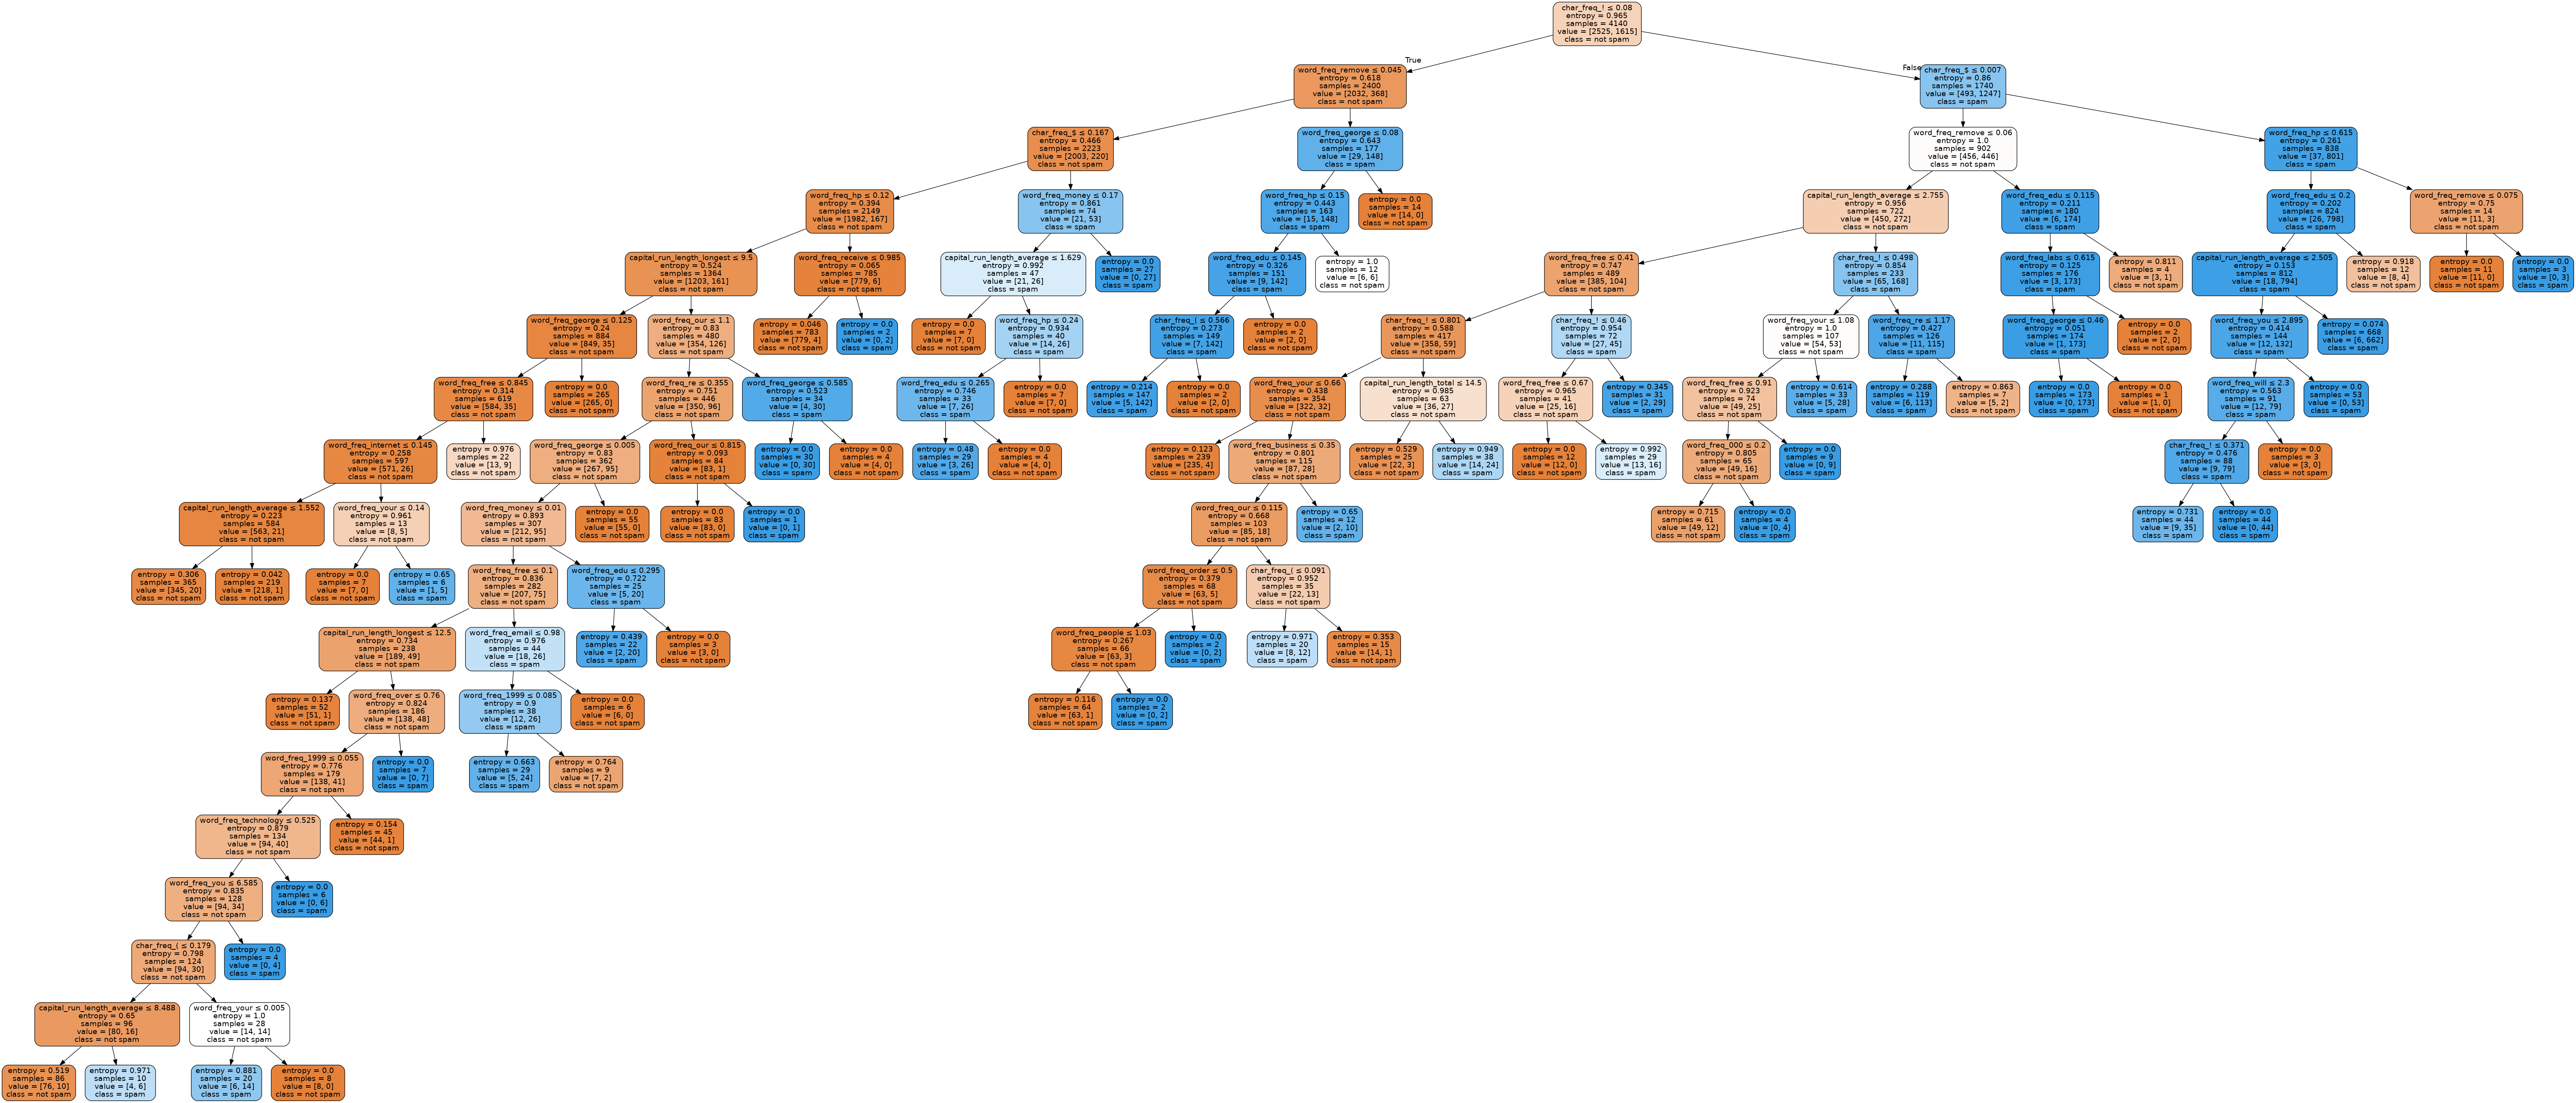 char_freq_! ≤ 0.08
entropy = 0.965
samples = 4140
value = [2525, 1615]
class = not spam
True
False
word_freq_remove ≤ 0.045
entropy = 0.618
samples = 2400
value = [2032, 368]
class = not spam
char_freq_$ ≤ 0.007
entropy = 0.86
samples = 1740
value = [493, 1247]
class = spam
char_freq_$ ≤ 0.167
entropy = 0.466
samples = 2223
value = [2003, 220]
class = not spam
word_freq_george ≤ 0.08
entropy = 0.643
samples = 177
value = [29, 148]
class = spam
word_freq_remove ≤ 0.06
entropy = 1.0
samples = 902
value = [456, 446]
class = not spam
word_freq_hp ≤ 0.615
entropy = 0.261
samples = 838
value = [37, 801]
class = spam
word_freq_hp ≤ 0.12
entropy = 0.394
samples = 2149
value = [1982, 167]
class = not spam
word_freq_money ≤ 0.17
entropy = 0.861
samples = 74
value = [21, 53]
class = spam
word_freq_hp ≤ 0.15
entropy = 0.443
samples = 163
value = [15, 148]
class = spam
entropy = 0.0
samples = 14
value = [14, 0]
class = not spam
capital_run_length_average ≤ 2.755
entropy = 0.956
samples = 722
value = [450, 272]
class = not spam
word_freq_edu ≤ 0.115
entropy = 0.211
samples = 180
value = [6, 174]
class = spam
word_freq_edu ≤ 0.2
entropy = 0.202
samples = 824
value = [26, 798]
class = spam
word_freq_remove ≤ 0.075
entropy = 0.75
samples = 14
value = [11, 3]
class = not spam
capital_run_length_longest ≤ 9.5
entropy = 0.524
samples = 1364
value = [1203, 161]
class = not spam
word_freq_receive ≤ 0.985
entropy = 0.065
samples = 785
value = [779, 6]
class = not spam
capital_run_length_average ≤ 1.629
entropy = 0.992
samples = 47
value = [21, 26]
class = spam
entropy = 0.0
samples = 27
value = [0, 27]
class = spam
word_freq_edu ≤ 0.145
entropy = 0.326
samples = 151
value = [9, 142]
class = spam
entropy = 1.0
samples = 12
value = [6, 6]
class = not spam
word_freq_free ≤ 0.41
entropy = 0.747
samples = 489
value = [385, 104]
class = not spam
char_freq_! ≤ 0.498
entropy = 0.854
samples = 233
value = [65, 168]
class = spam
word_freq_labs ≤ 0.615
entropy = 0.125
samples = 176
value = [3, 173]
class = spam
entropy = 0.811
samples = 4
value = [3, 1]
class = not spam
capital_run_length_average ≤ 2.505
entropy = 0.153
samples = 812
value = [18, 794]
class = spam
entropy = 0.918
samples = 12
value = [8, 4]
class = not spam
entropy = 0.0
samples = 11
value = [11, 0]
class = not spam
entropy = 0.0
samples = 3
value = [0, 3]
class = spam
word_freq_george ≤ 0.125
entropy = 0.24
samples = 884
value = [849, 35]
class = not spam
word_freq_our ≤ 1.1
entropy = 0.83
samples = 480
value = [354, 126]
class = not spam
entropy = 0.046
samples = 783
value = [779, 4]
class = not spam
entropy = 0.0
samples = 2
value = [0, 2]
class = spam
entropy = 0.0
samples = 7
value = [7, 0]
class = not spam
word_freq_hp ≤ 0.24
entropy = 0.934
samples = 40
value = [14, 26]
class = spam
char_freq_( ≤ 0.566
entropy = 0.273
samples = 149
value = [7, 142]
class = spam
entropy = 0.0
samples = 2
value = [2, 0]
class = not spam
char_freq_! ≤ 0.801
entropy = 0.588
samples = 417
value = [358, 59]
class = not spam
char_freq_! ≤ 0.46
entropy = 0.954
samples = 72
value = [27, 45]
class = spam
word_freq_your ≤ 1.08
entropy = 1.0
samples = 107
value = [54, 53]
class = not spam
word_freq_re ≤ 1.17
entropy = 0.427
samples = 126
value = [11, 115]
class = spam
word_freq_george ≤ 0.46
entropy = 0.051
samples = 174
value = [1, 173]
class = spam
entropy = 0.0
samples = 2
value = [2, 0]
class = not spam
word_freq_you ≤ 2.895
entropy = 0.414
samples = 144
value = [12, 132]
class = spam
entropy = 0.074
samples = 668
value = [6, 662]
class = spam
word_freq_free ≤ 0.845
entropy = 0.314
samples = 619
value = [584, 35]
class = not spam
entropy = 0.0
samples = 265
value = [265, 0]
class = not spam
word_freq_re ≤ 0.355
entropy = 0.751
samples = 446
value = [350, 96]
class = not spam
word_freq_george ≤ 0.585
entropy = 0.523
samples = 34
value = [4, 30]
class = spam
word_freq_edu ≤ 0.265
entropy = 0.746
samples = 33
value = [7, 26]
class = spam
entropy = 0.0
samples = 7
value = [7, 0]
class = not spam
entropy = 0.214
samples = 147
value = [5, 142]
class = spam
entropy = 0.0
samples = 2
value = [2, 0]
class = not spam
word_freq_your ≤ 0.66
entropy = 0.438
samples = 354
value = [322, 32]
class = not spam
capital_run_length_total ≤ 14.5
entropy = 0.985
samples = 63
value = [36, 27]
class = not spam
word_freq_free ≤ 0.67
entropy = 0.965
samples = 41
value = [25, 16]
class = not spam
entropy = 0.345
samples = 31
value = [2, 29]
class = spam
word_freq_free ≤ 0.91
entropy = 0.923
samples = 74
value = [49, 25]
class = not spam
entropy = 0.614
samples = 33
value = [5, 28]
class = spam
entropy = 0.288
samples = 119
value = [6, 113]
class = spam
entropy = 0.863
samples = 7
value = [5, 2]
class = not spam
entropy = 0.0
samples = 173
value = [0, 173]
class = spam
entropy = 0.0
samples = 1
value = [1, 0]
class = not spam
word_freq_will ≤ 2.3
entropy = 0.563
samples = 91
value = [12, 79]
class = spam
entropy = 0.0
samples = 53
value = [0, 53]
class = spam
word_freq_internet ≤ 0.145
entropy = 0.258
samples = 597
value = [571, 26]
class = not spam
entropy = 0.976
samples = 22
value = [13, 9]
class = not spam
word_freq_george ≤ 0.005
entropy = 0.83
samples = 362
value = [267, 95]
class = not spam
word_freq_our ≤ 0.815
entropy = 0.093
samples = 84
value = [83, 1]
class = not spam
entropy = 0.0
samples = 30
value = [0, 30]
class = spam
entropy = 0.0
samples = 4
value = [4, 0]
class = not spam
entropy = 0.48
samples = 29
value = [3, 26]
class = spam
entropy = 0.0
samples = 4
value = [4, 0]
class = not spam
entropy = 0.123
samples = 239
value = [235, 4]
class = not spam
word_freq_business ≤ 0.35
entropy = 0.801
samples = 115
value = [87, 28]
class = not spam
entropy = 0.529
samples = 25
value = [22, 3]
class = not spam
entropy = 0.949
samples = 38
value = [14, 24]
class = spam
entropy = 0.0
samples = 12
value = [12, 0]
class = not spam
entropy = 0.992
samples = 29
value = [13, 16]
class = spam
word_freq_000 ≤ 0.2
entropy = 0.805
samples = 65
value = [49, 16]
class = not spam
entropy = 0.0
samples = 9
value = [0, 9]
class = spam
char_freq_! ≤ 0.371
entropy = 0.476
samples = 88
value = [9, 79]
class = spam
entropy = 0.0
samples = 3
value = [3, 0]
class = not spam
capital_run_length_average ≤ 1.552
entropy = 0.223
samples = 584
value = [563, 21]
class = not spam
word_freq_your ≤ 0.14
entropy = 0.961
samples = 13
value = [8, 5]
class = not spam
word_freq_money ≤ 0.01
entropy = 0.893
samples = 307
value = [212, 95]
class = not spam
entropy = 0.0
samples = 55
value = [55, 0]
class = not spam
entropy = 0.0
samples = 83
value = [83, 0]
class = not spam
entropy = 0.0
samples = 1
value = [0, 1]
class = spam
word_freq_our ≤ 0.115
entropy = 0.668
samples = 103
value = [85, 18]
class = not spam
entropy = 0.65
samples = 12
value = [2, 10]
class = spam
entropy = 0.715
samples = 61
value = [49, 12]
class = not spam
entropy = 0.0
samples = 4
value = [0, 4]
class = spam
entropy = 0.731
samples = 44
value = [9, 35]
class = spam
entropy = 0.0
samples = 44
value = [0, 44]
class = spam
entropy = 0.306
samples = 365
value = [345, 20]
class = not spam
entropy = 0.042
samples = 219
value = [218, 1]
class = not spam
entropy = 0.0
samples = 7
value = [7, 0]
class = not spam
entropy = 0.65
samples = 6
value = [1, 5]
class = spam
word_freq_free ≤ 0.1
entropy = 0.836
samples = 282
value = [207, 75]
class = not spam
word_freq_edu ≤ 0.295
entropy = 0.722
samples = 25
value = [5, 20]
class = spam
word_freq_order ≤ 0.5
entropy = 0.379
samples = 68
value = [63, 5]
class = not spam
char_freq_( ≤ 0.091
entropy = 0.952
samples = 35
value = [22, 13]
class = not spam
capital_run_length_longest ≤ 12.5
entropy = 0.734
samples = 238
value = [189, 49]
class = not spam
word_freq_email ≤ 0.98
entropy = 0.976
samples = 44
value = [18, 26]
class = spam
entropy = 0.439
samples = 22
value = [2, 20]
class = spam
entropy = 0.0
samples = 3
value = [3, 0]
class = not spam
word_freq_people ≤ 1.03
entropy = 0.267
samples = 66
value = [63, 3]
class = not spam
entropy = 0.0
samples = 2
value = [0, 2]
class = spam
entropy = 0.971
samples = 20
value = [8, 12]
class = spam
entropy = 0.353
samples = 15
value = [14, 1]
class = not spam
entropy = 0.137
samples = 52
value = [51, 1]
class = not spam
word_freq_over ≤ 0.76
entropy = 0.824
samples = 186
value = [138, 48]
class = not spam
word_freq_1999 ≤ 0.085
entropy = 0.9
samples = 38
value = [12, 26]
class = spam
entropy = 0.0
samples = 6
value = [6, 0]
class = not spam
entropy = 0.116
samples = 64
value = [63, 1]
class = not spam
entropy = 0.0
samples = 2
value = [0, 2]
class = spam
word_freq_1999 ≤ 0.055
entropy = 0.776
samples = 179
value = [138, 41]
class = not spam
entropy = 0.0
samples = 7
value = [0, 7]
class = spam
entropy = 0.663
samples = 29
value = [5, 24]
class = spam
entropy = 0.764
samples = 9
value = [7, 2]
class = not spam
word_freq_technology ≤ 0.525
entropy = 0.879
samples = 134
value = [94, 40]
class = not spam
entropy = 0.154
samples = 45
value = [44, 1]
class = not spam
word_freq_you ≤ 6.585
entropy = 0.835
samples = 128
value = [94, 34]
class = not spam
entropy = 0.0
samples = 6
value = [0, 6]
class = spam
char_freq_( ≤ 0.179
entropy = 0.798
samples = 124
value = [94, 30]
class = not spam
entropy = 0.0
samples = 4
value = [0, 4]
class = spam
capital_run_length_average ≤ 8.488
entropy = 0.65
samples = 96
value = [80, 16]
class = not spam
word_freq_your ≤ 0.005
entropy = 1.0
samples = 28
value = [14, 14]
class = not spam
entropy = 0.519
samples = 86
value = [76, 10]
class = not spam
entropy = 0.971
samples = 10
value = [4, 6]
class = spam
entropy = 0.881
samples = 20
value = [6, 14]
class = spam
entropy = 0.0
samples = 8
value = [8, 0]
class = not spam